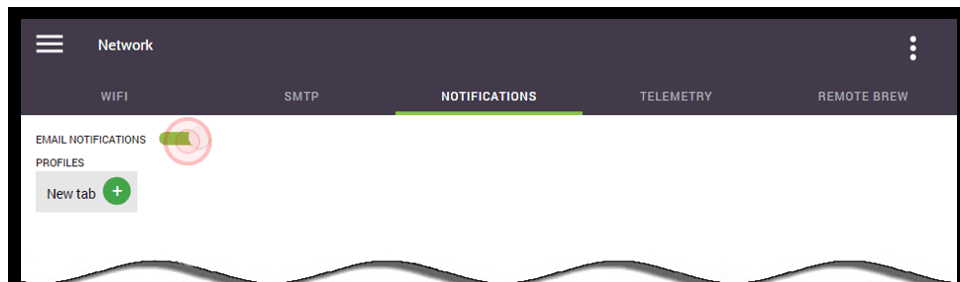 Network
WIFI SMTP NOTIFICATIONS TELEMETRY REMOTE BREW
EMAIL NOTIFICATIONS
PROFILES
New tab +